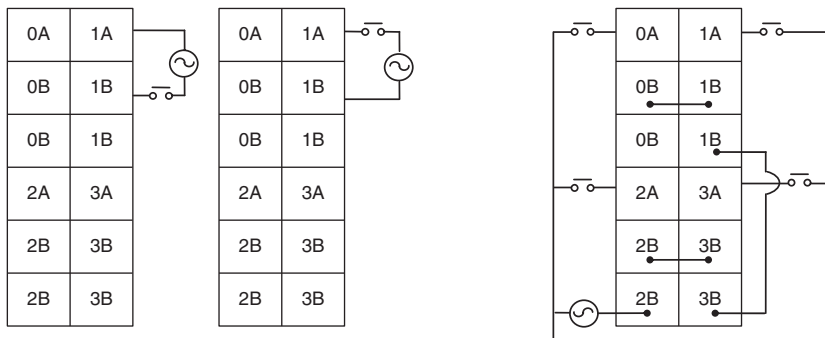 0A 1A 0A 1A 0A 1A
0B 1B 0B 1B 0B 1B
0B 1B 0B 1B 0B 1B
2A 3A 2A 3A 2A 3A
2B 3B 2B 3B 2B 3B
2B 3B 2B 3B 2B 3B